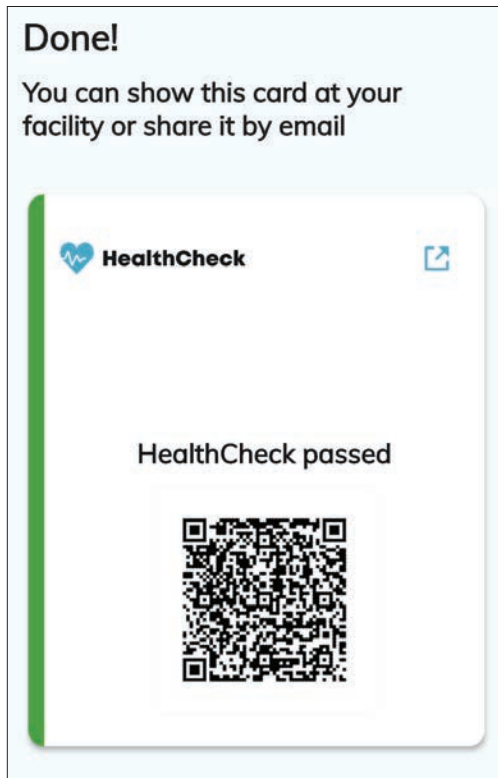 Done!
You can show this card at your
facility or share it by email
HealthCheck
HealthCheck passed